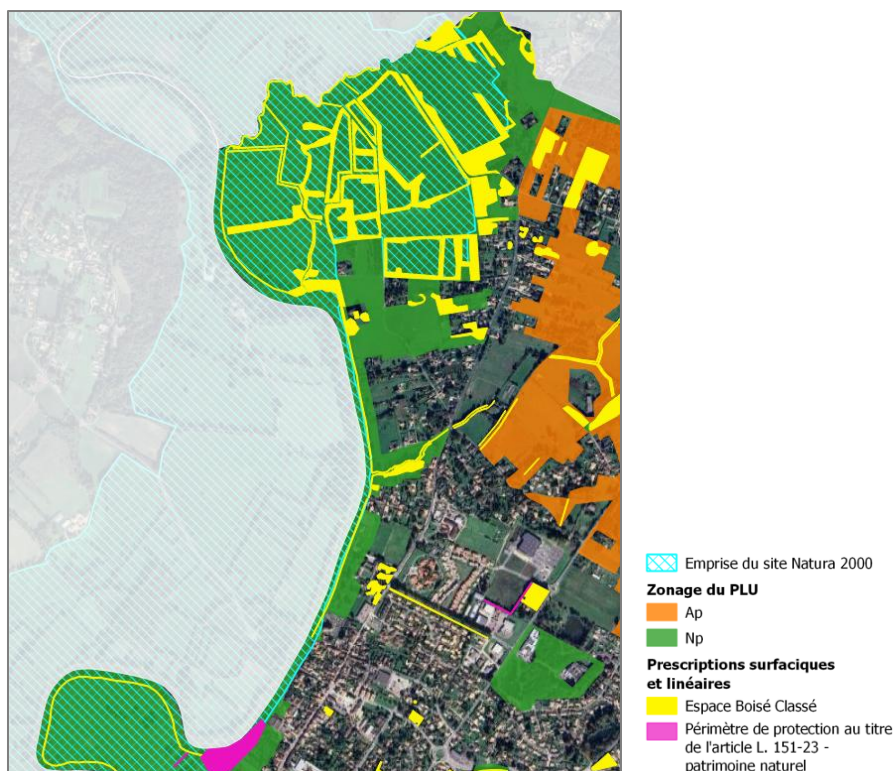 Emprise du site Natura 2000
Zonage du PLU
Ap
Np
Prescriptions surfaciques
et linéaires
Espace Boisé Classé
Périmètre de protection au titre
de l'article L. 151-23 -
patrimoine naturel